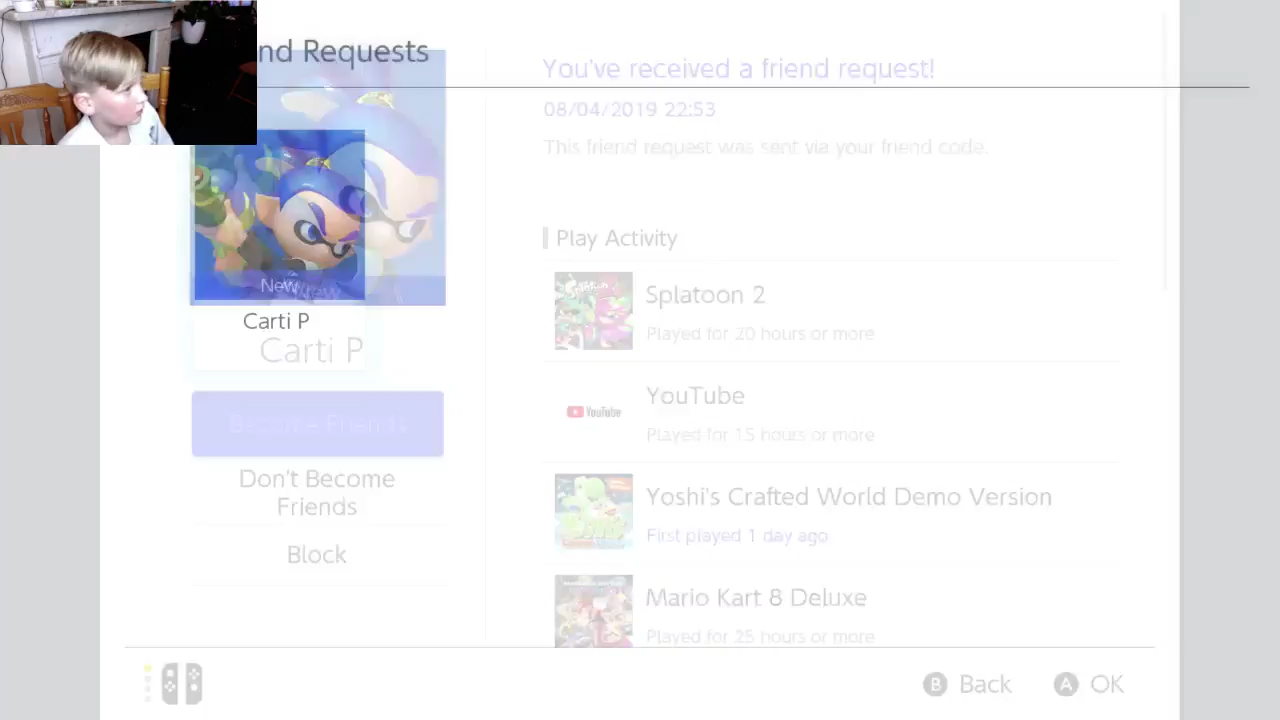 nd Requests
You've received a friend request!
08/04/2019 22:53
This friend request was sent via your friend code.
New
Carti P
Carti P
Become Friends
Don't Become
Friends
Block
Play Activity
Splatoon 2
Played for 20 hours or more
YouTube
YouTube
Played for 15 hours or more
Yoshi's Crafted World Demo Version
First played 1 day ago
Mario Kart 8 Deluxe
Played for 25 hours or more
B Back
A OK